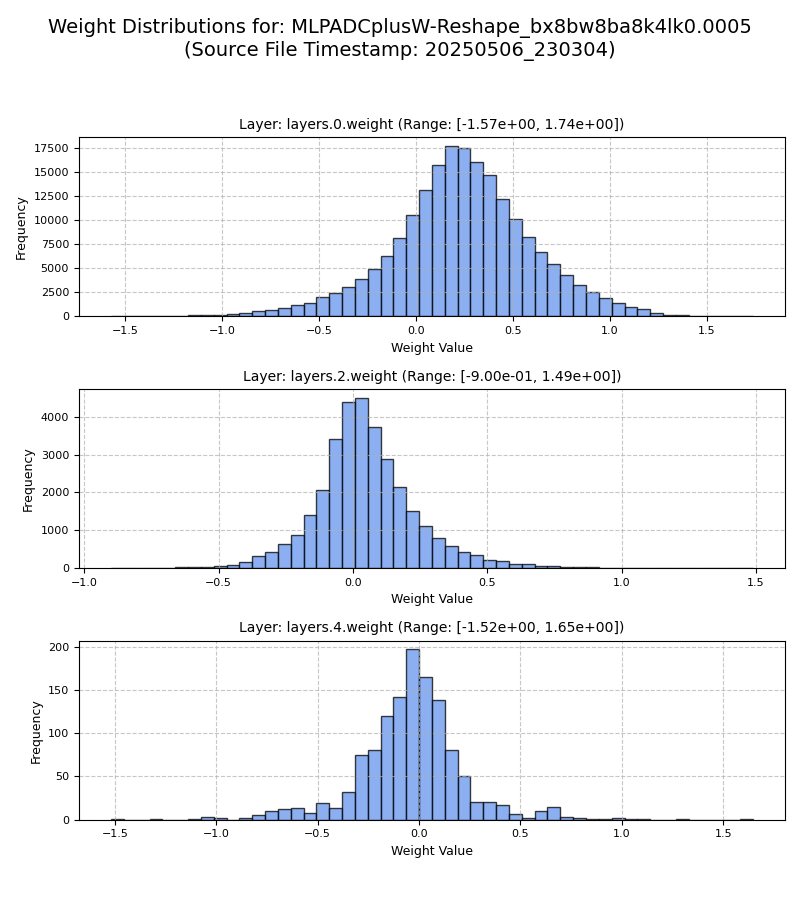 Weight Distributions for: MLPADCplusW-Reshape_bx8bw8ba8k4lk0.0005
(Source File Timestamp: 20250506_230304)
Layer: layers.0.weight (Range: [-1.57e+00, 1.74e+00])
17500
15000
12500
10000
7500
5000
2500
0
Frequency
−1.5 −1.0 −0.5 0.0 0.5 1.0 1.5
Weight Value
Layer: layers.2.weight (Range: [-9.00e-01, 1.49e+00])
4000
3000
2000
1000
0
Frequency
−1.0 −0.5 0.0 0.5 1.0 1.5
Weight Value
Layer: layers.4.weight (Range: [-1.52e+00, 1.65e+00])
200
150
100
50
0
Frequency
−1.5 −1.0 −0.5 0.0 0.5 1.0 1.5
Weight Value